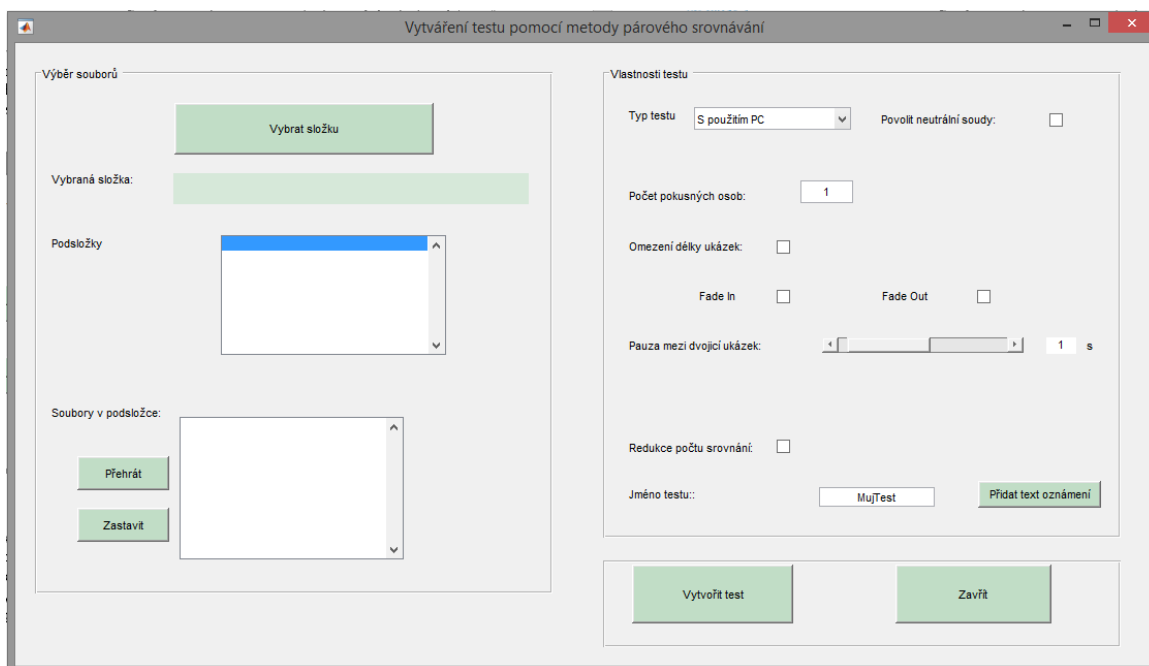 Vytváření testu pomocí metody párového srovnávání
Výběr souborů
Vybrat složku
Vybraná složka:
Podsložky
Soubory v podsložce:
Přehrát
Zastavit
Vlastnosti testu
Typ testu S použitím PC Povolit neutrální soudy:
Počet pokusných osob: 1
Omezení délky ukázek:
Fade In Fade Out
Pauza mezi dvojicí ukázek: 1 s
Redukce počtu srovnání:
Jméno testu:: MujTest Přidat text oznámení
Vytvořit test Zavřít